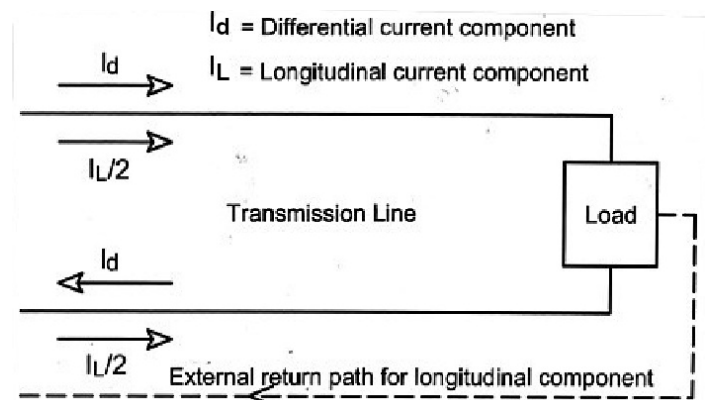 Id = Differential current component
IL = Longitudinal current component
Id
IL/2
Transmission Line
Load
Id
IL/2
External return path for longitudinal component